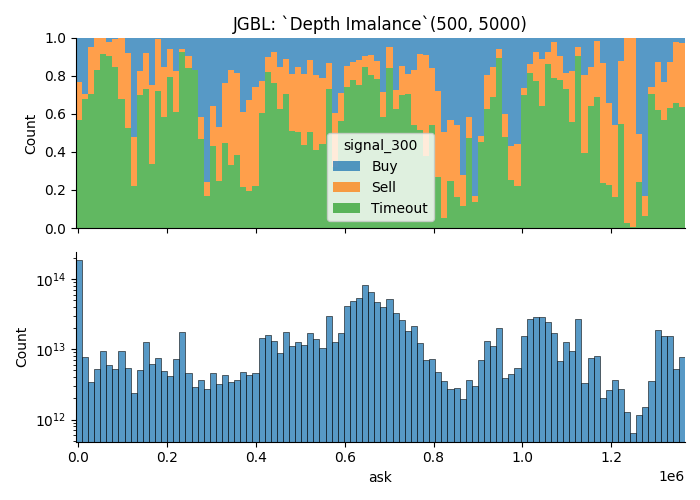 JGBL: `Depth Imalance`(500, 5000)
1.0
0.8
0.6
0.4
0.2
0.0
Count
signal_300
Buy
Sell
Timeout
10^14
10^13
10^12
Count
0.0 0.2 0.4 0.6 0.8 1.0 1.2
1e6
ask